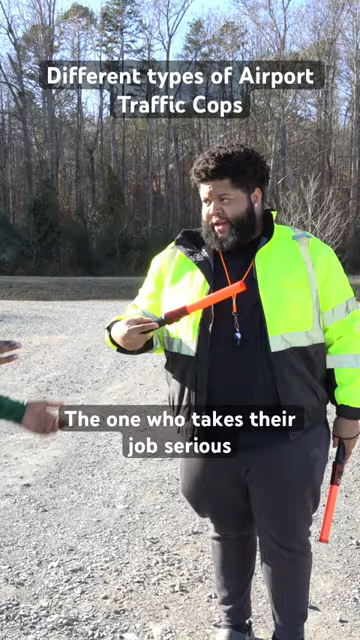 Different types of Airport
Traffic Cops
The one who takes their
job serious